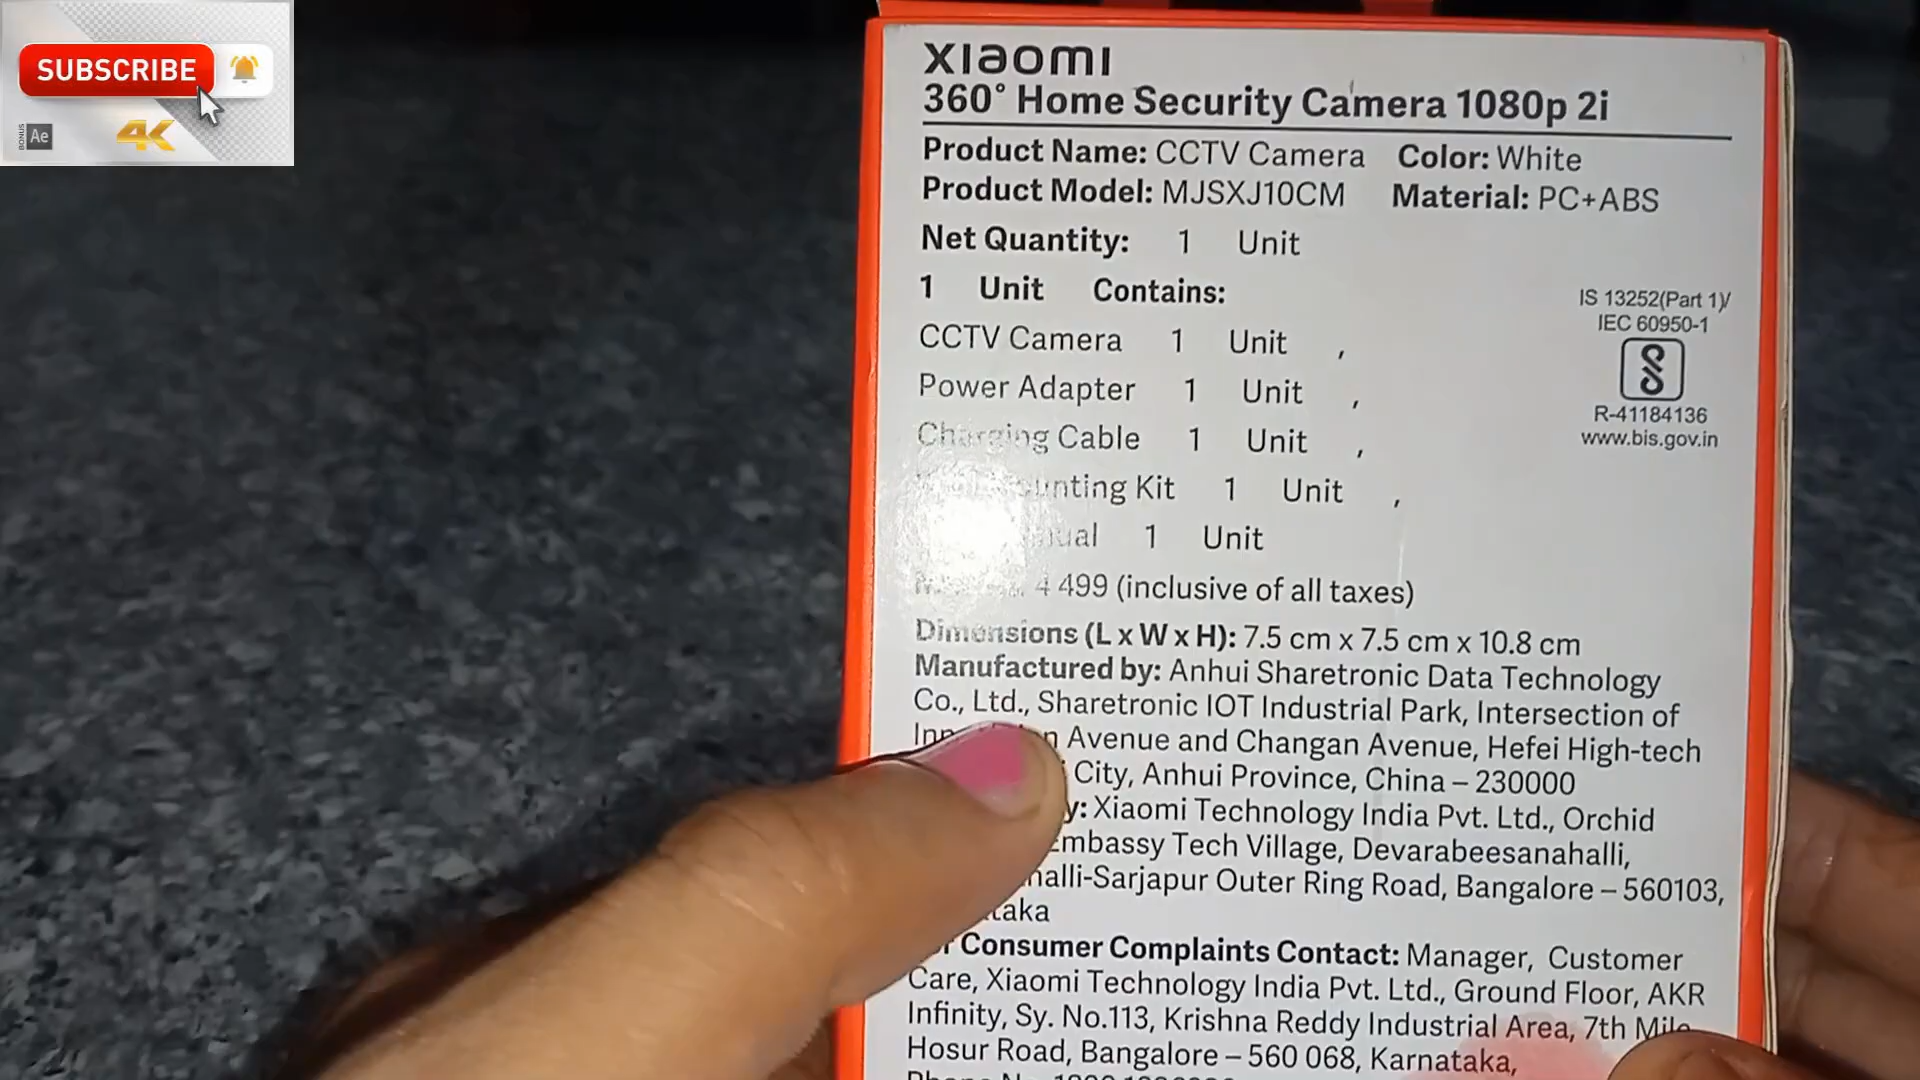 SUBSCRIBE
BONUS
Ae
4K
xiaomi
360° Home Security Camera 1080p 2i
Product Name: CCTV Camera Color: White
Product Model: MJSXJ10CM Material: PC+ABS
Net Quantity: 1 Unit
1 Unit Contains:
IS 13252(Part 1)/
IEC 60950-1
R-41184136
www.bis.gov.in
CCTV Camera 1 Unit ,
Power Adapter 1 Unit ,
Charging Cable 1 Unit ,
Kit 1 Unit ,
1 Unit
4 499 (inclusive of all taxes)
Dimensions (L x W x H): 7.5 cm x 7.5 cm x 10.8 cm
Manufactured by: Anhui Sharetronic Data Technology
Co., Ltd., Sharetronic IOT Industrial Park, Intersection of
Avenue and Changan Avenue, Hefei High-tech
City, Anhui Province, China – 230000
Xiaomi Technology India Pvt. Ltd., Orchid
Embassy Tech Village, Devarabeesanahalli,
-Sarjapur Outer Ring Road, Bangalore – 560103,
Consumer Complaints Contact: Manager, Customer
Care, Xiaomi Technology India Pvt. Ltd., Ground Floor, AKR
Infinity, Sy. No.113, Krishna Reddy Industrial Area, 7th Mile
Hosur Road, Bangalore – 560 068, Karnataka,